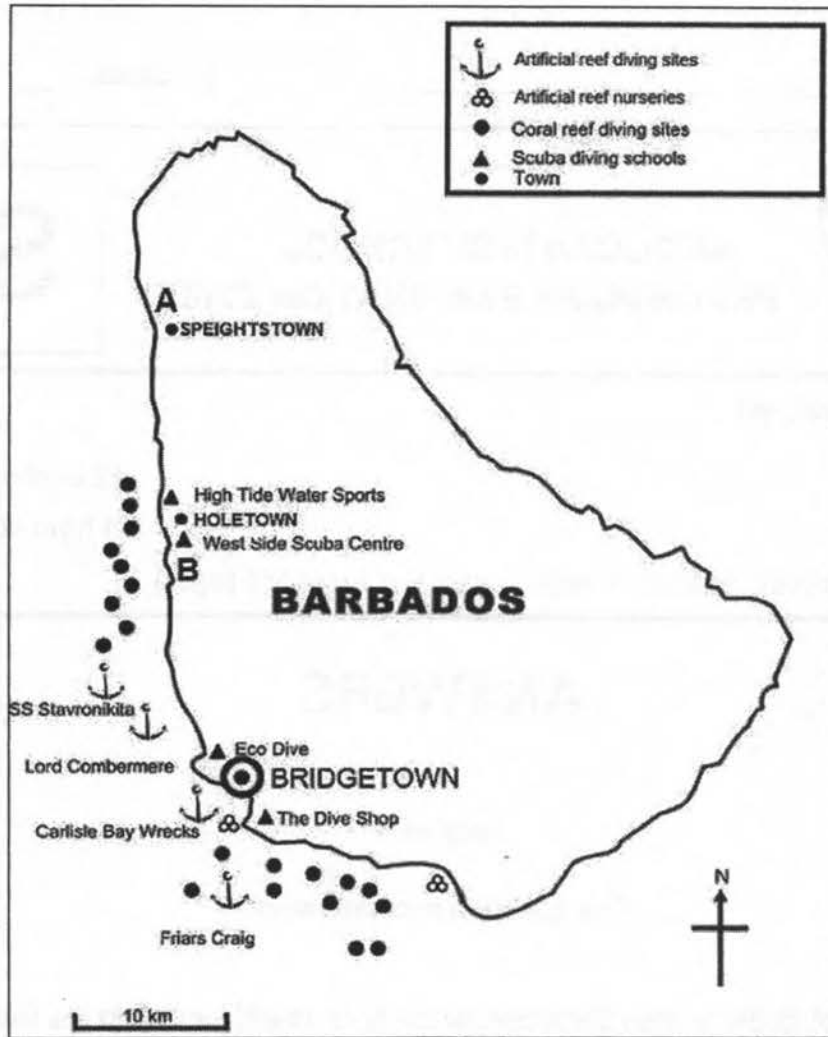 Artificial reef diving sites
Artificial reef nurseries
Coral reef diving sites
Scuba diving schools
Town
A
SPEIGHTSTOWN
High Tide Water Sports
HOLETOWN
West Side Scuba Centre
B
BARBADOS
SS Stavronikita
Lord Combermere
Eco Dive
BRIDGETOWN
Carlisle Bay Wrecks
The Dive Shop
Friars Craig
N
10 km